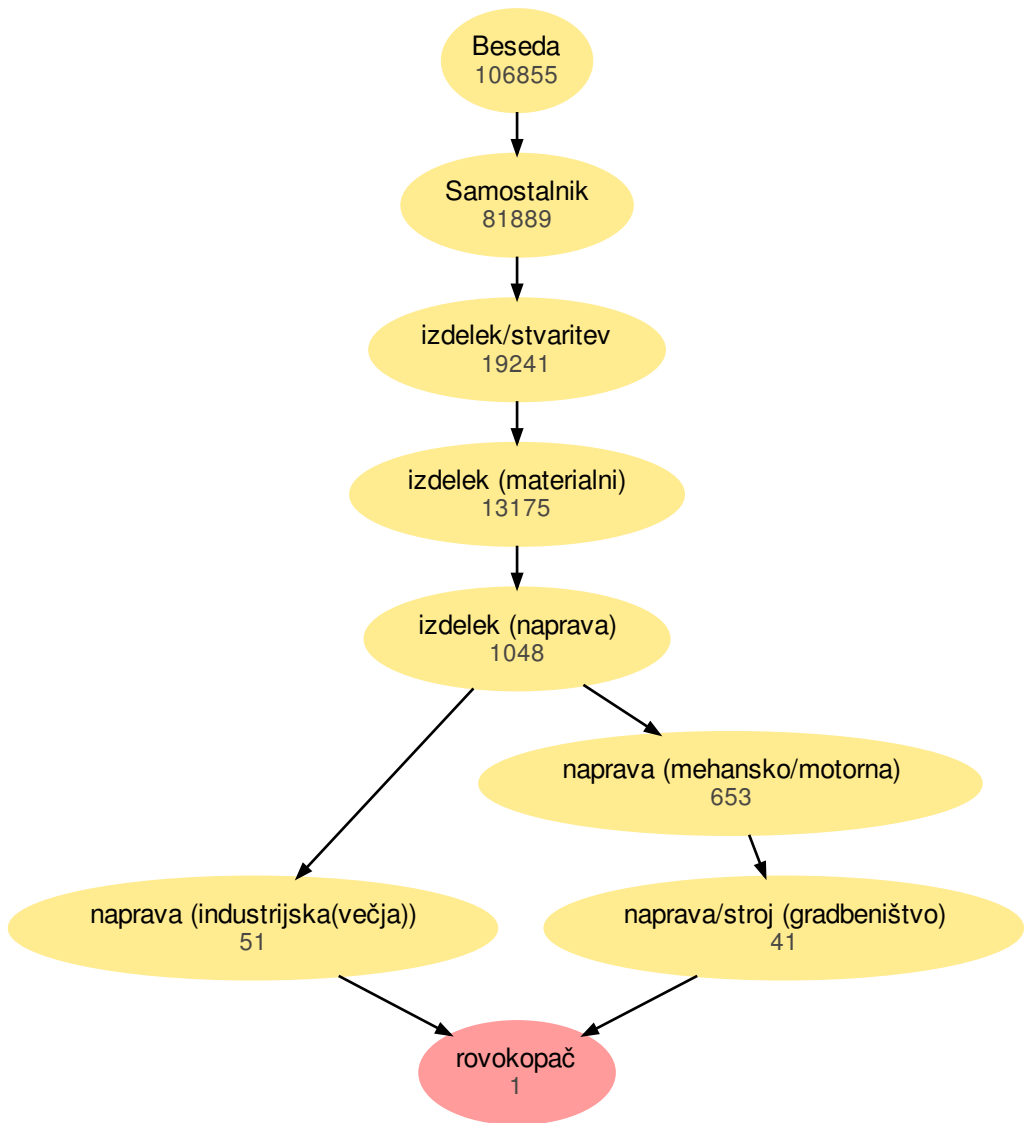 Beseda
106855
Samostalnik
81889
izdelek/stvaritev
19241
izdelek (materialni)
13175
izdelek (naprava)
1048
naprava (mehansko/motorna)
653
naprava (industrijska(večja))
51
naprava/stroj (gradbeništvo)
41
rovokopač
1